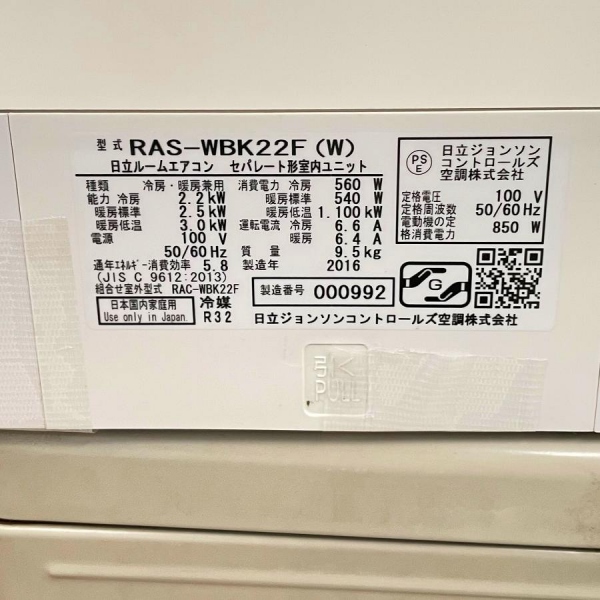 型式 RAS-WBK22F (W)
日立ルームエアコン セパレート形室内ユニット
種類 冷房・暖房兼用
能力 冷房 2.2 kW
暖房標準 2.5 kW
暖房低温 3.0 kW
電源 100 V
50/60 Hz
通年エネルギー消費効率 5.8
(JIS C 9612:2013)
組合せ室外型式 RAC-WBK22F
日本国内家庭用
Use only in Japan.
冷媒
R32
消費電力 冷房 560 W
暖房標準 540 W
暖房低温 1.100 kW
運転電流 冷房 6.6 A
暖房 6.4 A
質量 9.5 kg
製造年 2016
製造番号 000992
日立ジョンソンコントロールズ空調株式会社
PS
E
日立ジョンソン
コントロールズ
空調株式会社
定格電圧 100 V
定格周波数 50/60 Hz
電動機の定
格消費電力 850 W
G
引く
PULL